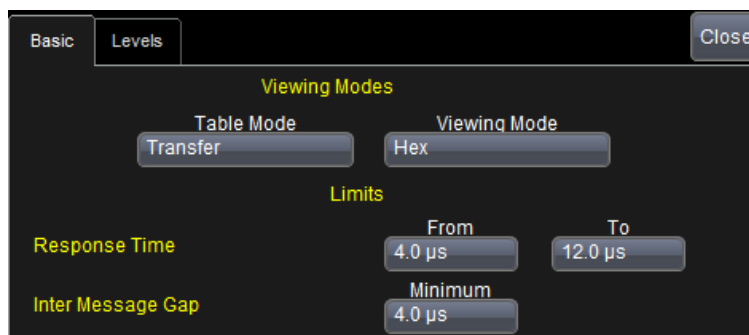 Basic Levels Close
Viewing Modes
Table Mode Viewing Mode
Transfer Hex
Limits
From To
Response Time 4.0 µs 12.0 µs
Minimum
Inter Message Gap 4.0 µs